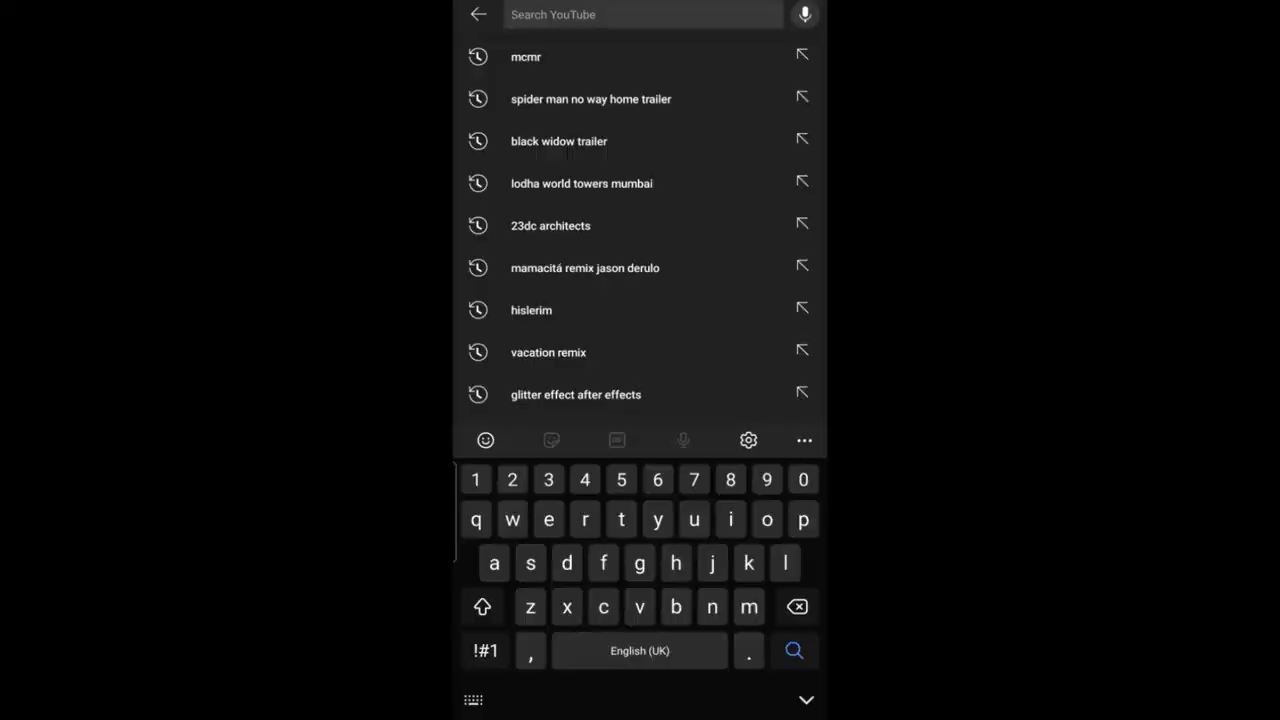 Search YouTube
mcmr
spider man no way home trailer
black widow trailer
lodha world towers mumbai
23dc architects
mamacitá remix jason derulo
hislerim
vacation remix
glitter effect after effects
1 2 3 4 5 6 7 8 9 0
q w e r t y u i o p
a s d f g h j k l
z x c v b n m
!#1 , English (UK) .